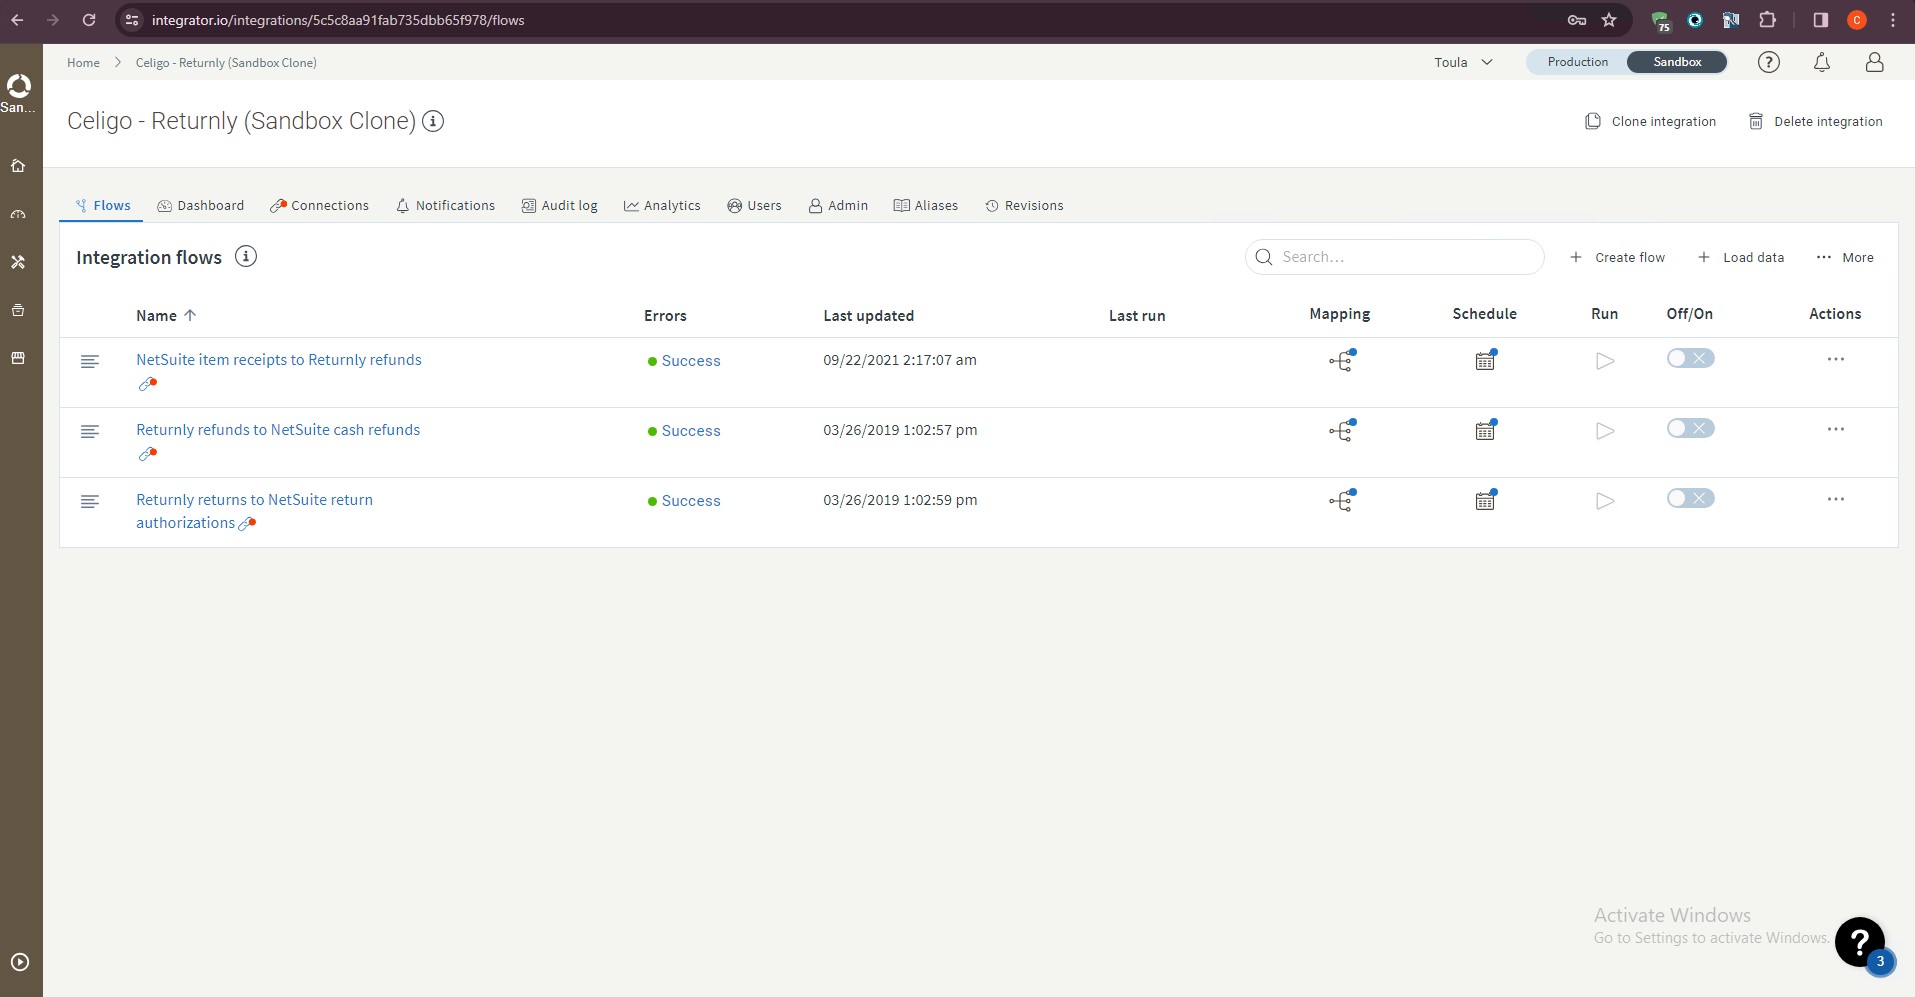 integrator.io/integrations/5c5c8aa91fab735dbb65f978/flows
75
C
Home
Celigo - Returnly (Sandbox Clone)
Toula
Production
Sandbox
San...
Celigo - Returnly (Sandbox Clone)
Clone integration
Delete integration
Flows
Dashboard
Connections
Notifications
Audit log
Analytics
Users
Admin
Aliases
Revisions
Integration flows
Search...
+ Create flow
+ Load data
... More
Name
Errors
Last updated
Last run
Mapping
Schedule
Run
Off/On
Actions
NetSuite item receipts to Returnly refunds
Success
09/22/2021 2:17:07 am
Returnly refunds to NetSuite cash refunds
Success
03/26/2019 1:02:57 pm
Returnly returns to NetSuite return
authorizations
Success
03/26/2019 1:02:59 pm
Activate Windows
Go to Settings to activate Windows.
?
3